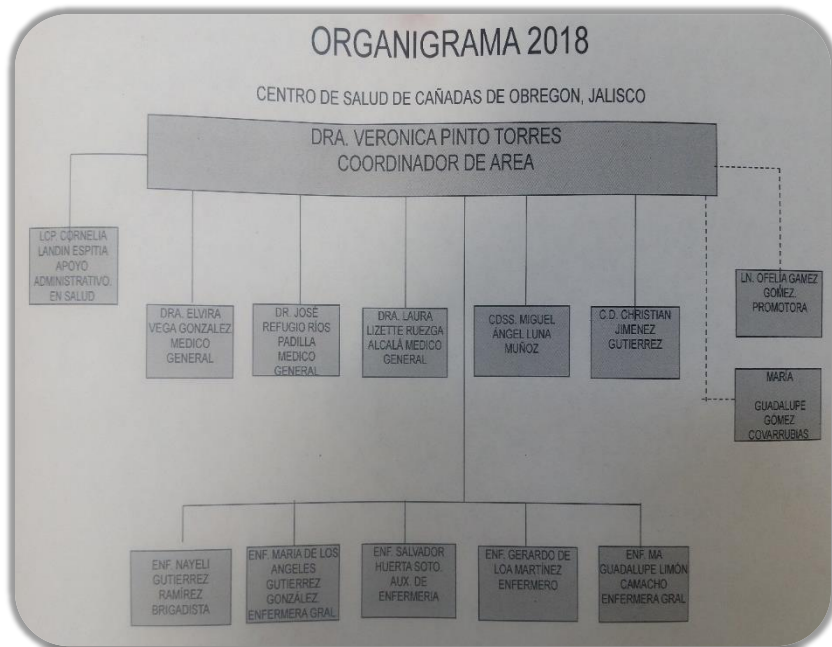 ORGANIGRAMA 2018
CENTRO DE SALUD DE CAÑADAS DE OBREGON, JALISCO
DRA. VERONICA PINTO TORRES
COORDINADOR DE AREA
LCP. CORNELIA
LANDIN ESPITIA
APOYO
ADMINISTRATIVO.
EN SALUD
DRA. ELVIRA
VEGA GONZALEZ
MEDICO
GENERAL
DR. JOSÉ
REFUGIO RÍOS
PADILLA
MEDICO
GENERAL
DRA. LAURA
LIZETTE RUEZGA
ALCALÁ MEDICO
GENERAL
CDSS. MIGUEL
ÁNGEL LUNA
MUÑOZ
C.D. CHRISTIAN
JIMENEZ
GUTIERREZ
LN. OFELIA GAMEZ
GOMEZ.
PROMOTORA
MARÍA
GUADALUPE
GÓMEZ
COVARRUBIAS
ENF. NAYELI
GUTIERREZ
RAMÍREZ
BRIGADISTA
ENF. MARIA DE LOS
ANGELES
GUTIERREZ
GONZÁLEZ.
ENFERMERA GRAL
ENF. SALVADOR
HUERTA SOTO.
AUX. DE
ENFERMERIA
ENF. GERARDO DE
LOA MARTÍNEZ
ENFERMERO
ENF. MA
GUADALUPE LIMÓN
CAMACHO
ENFERMERA GRAL